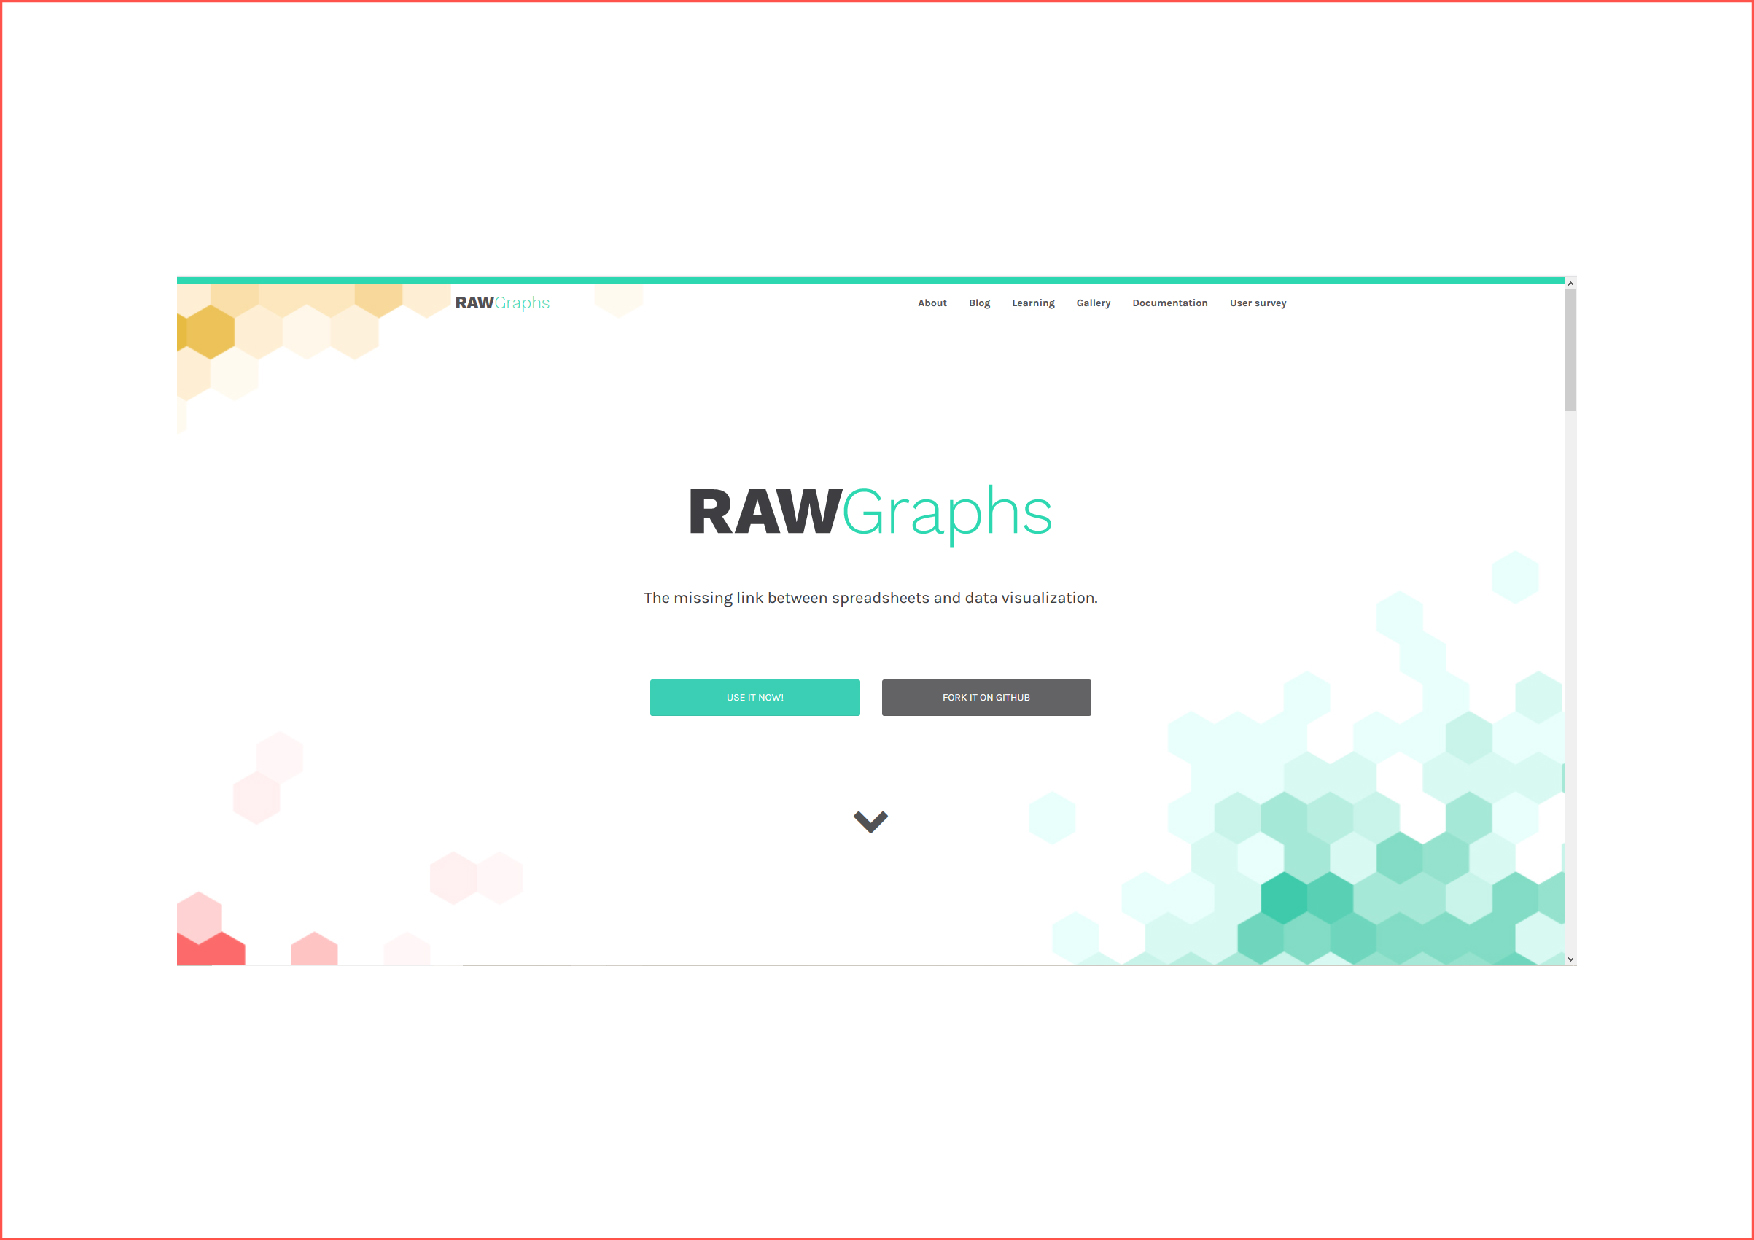 RAWGraphs
About Blog Learning Gallery Documentation User survey
RAWGraphs
The missing link between spreadsheets and data visualization.
USE IT NOW! FORK IT ON GITHUB